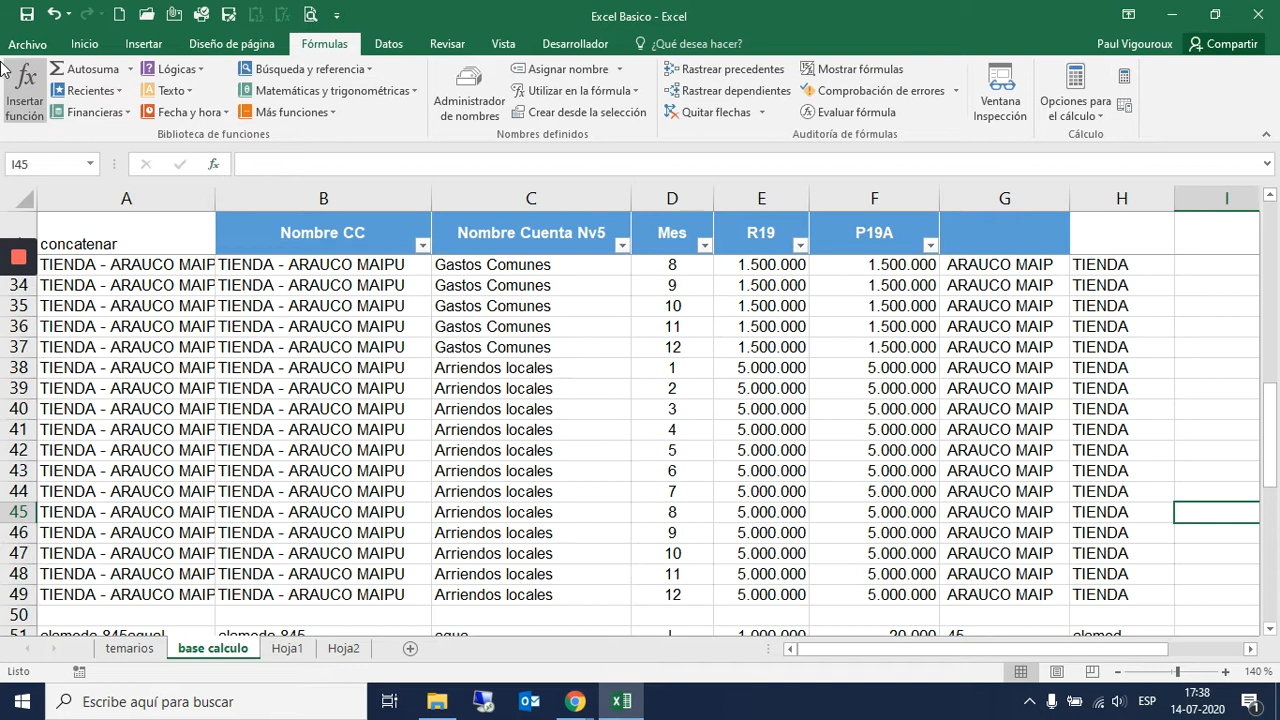 Excel Basico - Excel
Archivo Inicio Insertar Diseño de página Fórmulas Datos Revisar Vista Desarrollador ¿Qué desea hacer? Paul Vigouroux Compartir
fx Insertar función
Autosuma Lógicas Búsqueda y referencia
Recientes Texto Matemáticas y trigonométricas
Financieras Fecha y hora Más funciones
Biblioteca de funciones
Administrador de nombres
Asignar nombre
Utilizar en la fórmula
Crear desde la selección
Nombres definidos
Rastrear precedentes Mostrar fórmulas
Rastrear dependientes Comprobación de errores
Quitar flechas Evaluar fórmula
Auditoría de fórmulas
Ventana Inspección
Opciones para el cálculo
Cálculo
I45 fx
A B C D E F G H I
concatenar Nombre CC Nombre Cuenta Nv5 Mes R19 P19A
TIENDA - ARAUCO MAIP TIENDA - ARAUCO MAIPU Gastos Comunes 8 1.500.000 1.500.000 ARAUCO MAIP TIENDA
34 TIENDA - ARAUCO MAIP TIENDA - ARAUCO MAIPU Gastos Comunes 9 1.500.000 1.500.000 ARAUCO MAIP TIENDA
35 TIENDA - ARAUCO MAIP TIENDA - ARAUCO MAIPU Gastos Comunes 10 1.500.000 1.500.000 ARAUCO MAIP TIENDA
36 TIENDA - ARAUCO MAIP TIENDA - ARAUCO MAIPU Gastos Comunes 11 1.500.000 1.500.000 ARAUCO MAIP TIENDA
37 TIENDA - ARAUCO MAIP TIENDA - ARAUCO MAIPU Gastos Comunes 12 1.500.000 1.500.000 ARAUCO MAIP TIENDA
38 TIENDA - ARAUCO MAIP TIENDA - ARAUCO MAIPU Arriendos locales 1 5.000.000 5.000.000 ARAUCO MAIP TIENDA
39 TIENDA - ARAUCO MAIP TIENDA - ARAUCO MAIPU Arriendos locales 2 5.000.000 5.000.000 ARAUCO MAIP TIENDA
40 TIENDA - ARAUCO MAIP TIENDA - ARAUCO MAIPU Arriendos locales 3 5.000.000 5.000.000 ARAUCO MAIP TIENDA
41 TIENDA - ARAUCO MAIP TIENDA - ARAUCO MAIPU Arriendos locales 4 5.000.000 5.000.000 ARAUCO MAIP TIENDA
42 TIENDA - ARAUCO MAIP TIENDA - ARAUCO MAIPU Arriendos locales 5 5.000.000 5.000.000 ARAUCO MAIP TIENDA
43 TIENDA - ARAUCO MAIP TIENDA - ARAUCO MAIPU Arriendos locales 6 5.000.000 5.000.000 ARAUCO MAIP TIENDA
44 TIENDA - ARAUCO MAIP TIENDA - ARAUCO MAIPU Arriendos locales 7 5.000.000 5.000.000 ARAUCO MAIP TIENDA
45 TIENDA - ARAUCO MAIP TIENDA - ARAUCO MAIPU Arriendos locales 8 5.000.000 5.000.000 ARAUCO MAIP TIENDA
46 TIENDA - ARAUCO MAIP TIENDA - ARAUCO MAIPU Arriendos locales 9 5.000.000 5.000.000 ARAUCO MAIP TIENDA
47 TIENDA - ARAUCO MAIP TIENDA - ARAUCO MAIPU Arriendos locales 10 5.000.000 5.000.000 ARAUCO MAIP TIENDA
48 TIENDA - ARAUCO MAIP TIENDA - ARAUCO MAIPU Arriendos locales 11 5.000.000 5.000.000 ARAUCO MAIP TIENDA
49 TIENDA - ARAUCO MAIP TIENDA - ARAUCO MAIPU Arriendos locales 12 5.000.000 5.000.000 ARAUCO MAIP TIENDA
50
51 1.000.000 20.000 45
temarios base calculo Hoja1 Hoja2
Listo 140 %
Escribe aquí para buscar ESP 17:38
14-07-2020